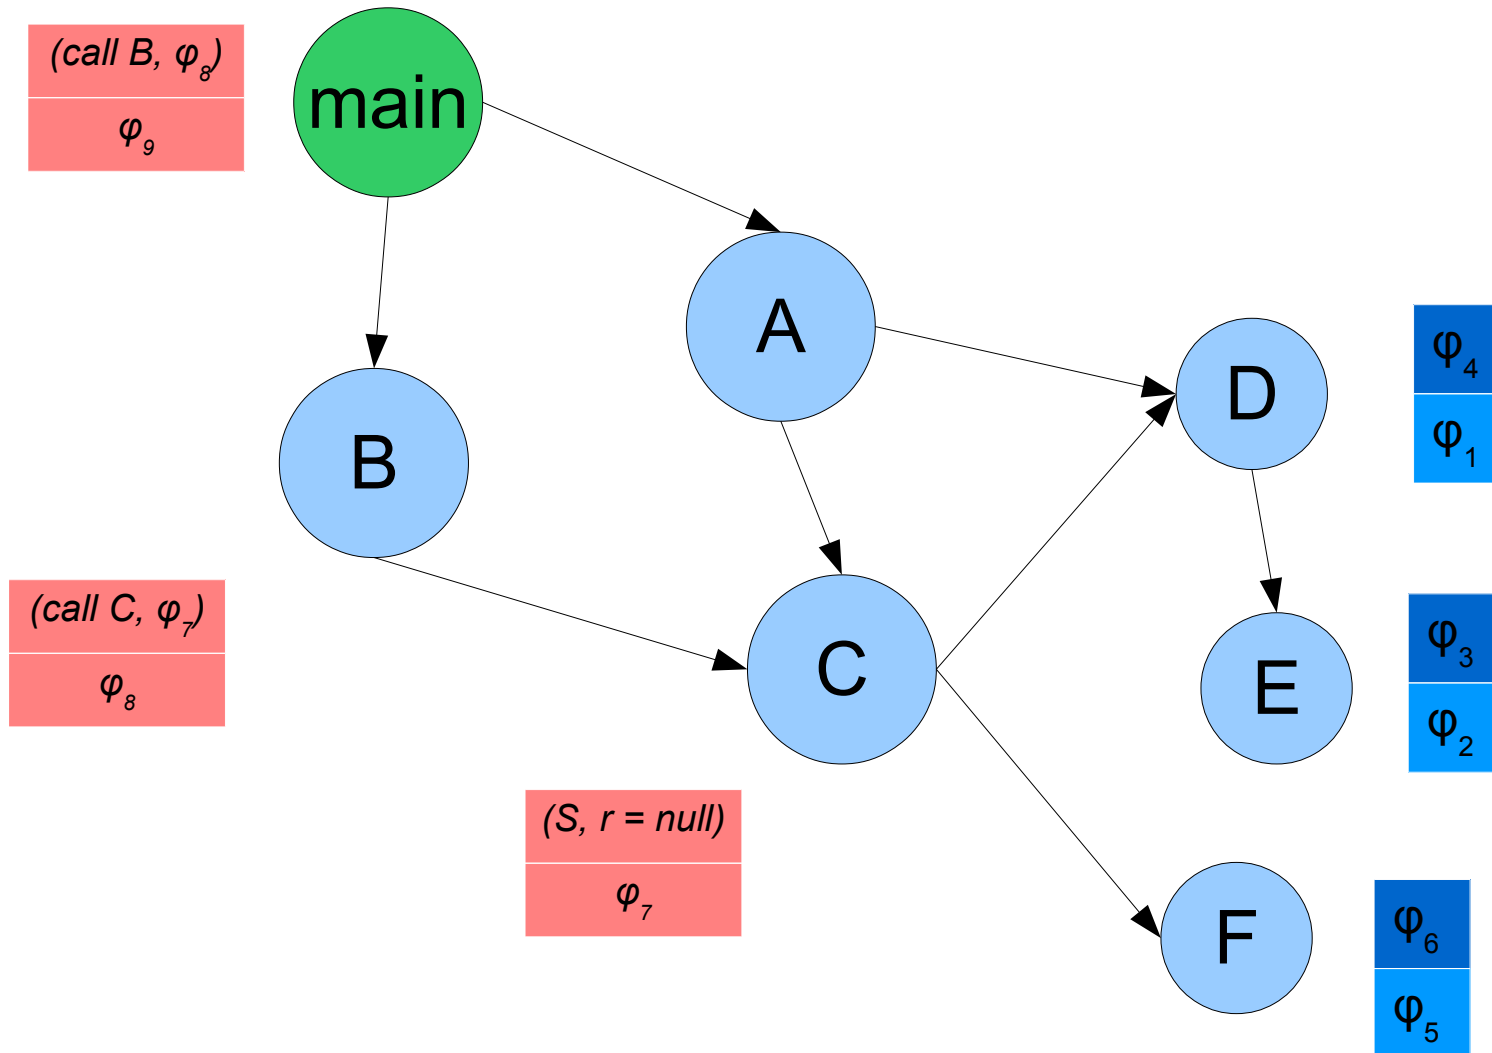 (call B, φ₈)
φ₉
main
A
D
φ₄
φ₁
B
(call C, φ₇)
φ₈
C
E
φ₃
φ₂
(S, r = null)
φ₇
F
φ₆
φ₅